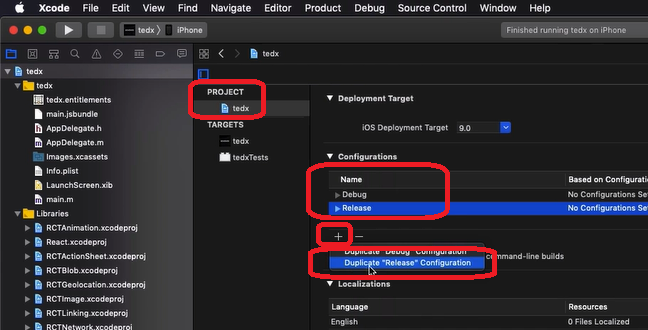 Xcode File Edit View Find Navigate Editor Product Debug Source Control Window Help
tedx iPhone
Finished running tedx on iPhone
tedx
tedx
tedx
tedx.entitlements
main.jsbundle
AppDelegate.h
AppDelegate.m
Images.xcassets
Info.plist
LaunchScreen.xib
main.m
Libraries
RCTAnimation.xcodeproj
React.xcodeproj
RCTActionSheet.xcodeproj
RCTBlob.xcodeproj
RCTGeolocation.xcodeproj
RCTImage.xcodeproj
RCTLinking.xcodeproj
RCTNetwork.xcodeproj
PROJECT
tedx
TARGETS
tedx
tedxTests
Deployment Target
iOS Deployment Target 9.0
Configurations
Name Based on Configuratio
Debug No Configurations Se
Release No Configurations Se
Duplicate "Debug" Configuration
Duplicate "Release" Configuration
command-line builds
Localizations
Language Resources
English 0 Files Localized